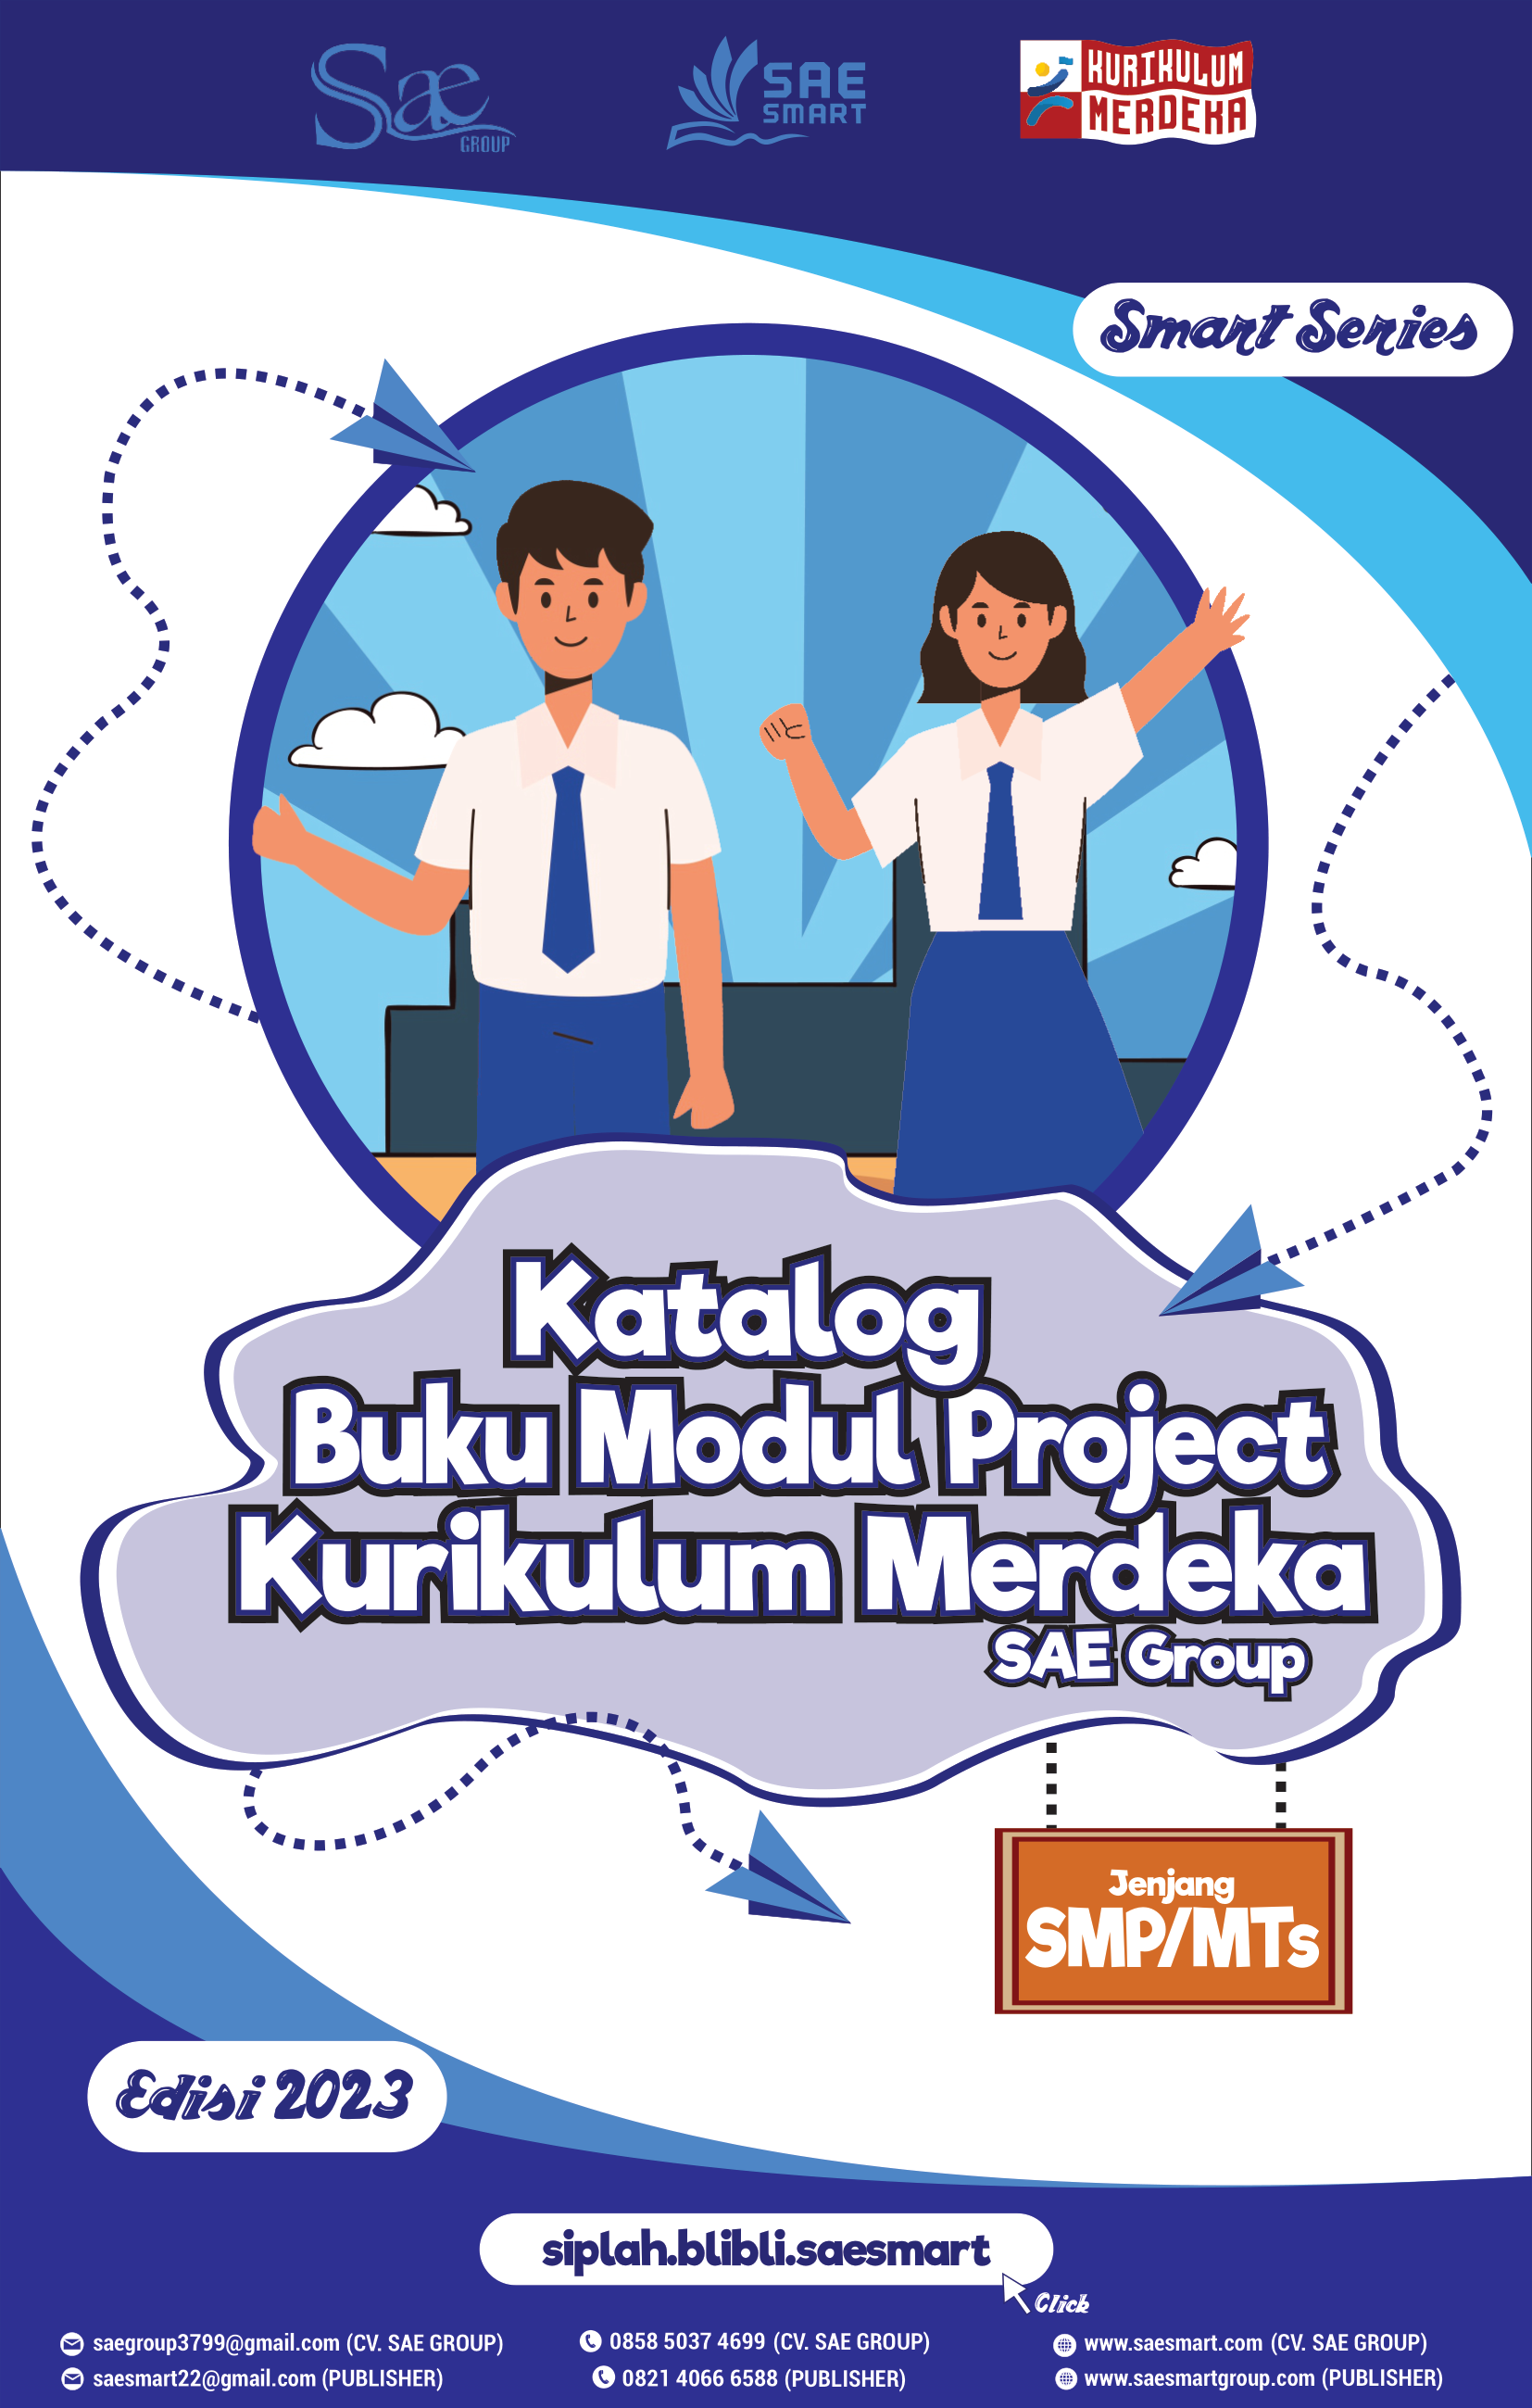 Sae
GROUP
SAE
SMART
KURIKULUM
MERDEKA
Smart Series
Katalog
Buku Modul Project
Kurikulum Merdeka
SAE Group
Jenjang
SMP/MTs
Edisi 2023
siplah.blibli.saesmart
Click
saegroup3799@gmail.com (CV. SAE GROUP)
saesmart22@gmail.com (PUBLISHER)
0858 5037 4699 (CV. SAE GROUP)
0821 4066 6588 (PUBLISHER)
www.saesmart.com (CV. SAE GROUP)
www.saesmartgroup.com (PUBLISHER)